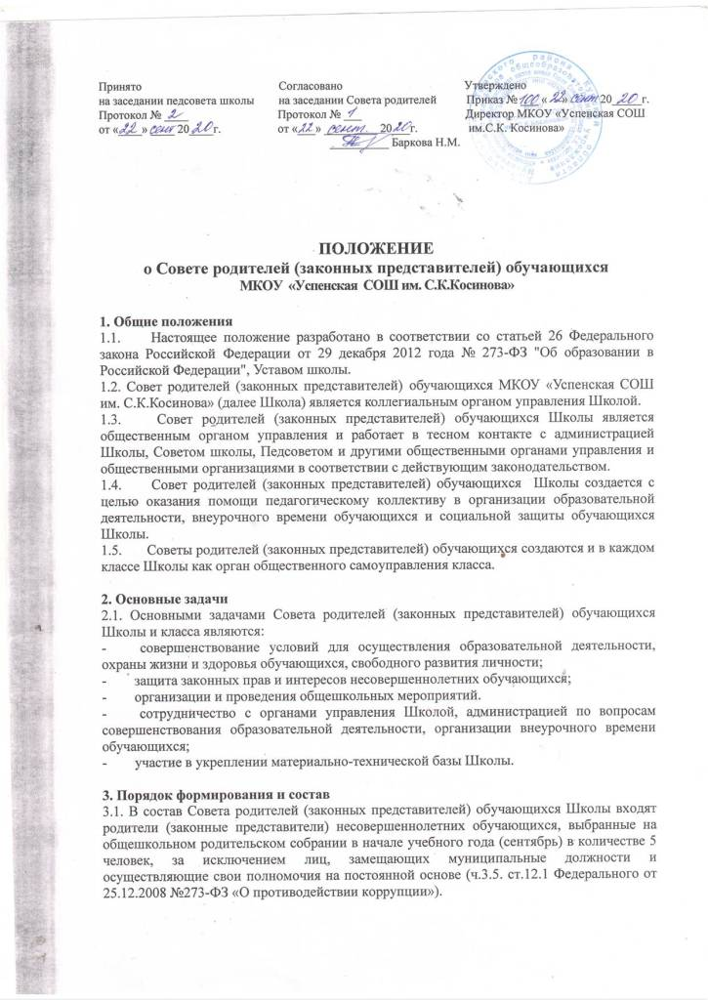 Принято Согласовано Утверждено
на заседании педсовета школы на заседании Совета родителей Приказ № 100 «22» сент 2020 г.
Протокол № 2 Протокол № 1 Директор МКОУ «Успенская СОШ
от «22» сент 2020 г. от «22» сент 2020 г. им.С.К. Косинова»
Баркова Н.М.
ПОЛОЖЕНИЕ
о Совете родителей (законных представителей) обучающихся
МКОУ «Успенская СОШ им. С.К.Косинова»
1. Общие положения
1.1. Настоящее положение разработано в соответствии со статьей 26 Федерального
закона Российской Федерации от 29 декабря 2012 года № 273-ФЗ "Об образовании в
Российской Федерации", Уставом школы.
1.2. Совет родителей (законных представителей) обучающихся МКОУ «Успенская СОШ
им. С.К.Косинова» (далее Школа) является коллегиальным органом управления Школой.
1.3. Совет родителей (законных представителей) обучающихся Школы является
общественным органом управления и работает в тесном контакте с администрацией
Школы, Советом школы, Педсоветом и другими общественными органами управления и
общественными организациями в соответствии с действующим законодательством.
1.4. Совет родителей (законных представителей) обучающихся Школы создается с
целью оказания помощи педагогическому коллективу в организации образовательной
деятельности, внеурочного времени обучающихся и социальной защиты обучающихся
Школы.
1.5. Советы родителей (законных представителей) обучающихся создаются и в каждом
классе Школы как орган общественного самоуправления класса.
2. Основные задачи
2.1. Основными задачами Совета родителей (законных представителей) обучающихся
Школы и класса являются:
- совершенствование условий для осуществления образовательной деятельности,
охраны жизни и здоровья обучающихся, свободного развития личности;
- защита законных прав и интересов несовершеннолетних обучающихся;
- организации и проведения общешкольных мероприятий.
- сотрудничество с органами управления Школой, администрацией по вопросам
совершенствования образовательной деятельности, организации внеурочного времени
обучающихся;
- участие в укреплении материально-технической базы Школы.
3. Порядок формирования и состав
3.1. В состав Совета родителей (законных представителей) обучающихся Школы входят
родители (законные представители) несовершеннолетних обучающихся, выбранные на
общешкольном родительском собрании в начале учебного года (сентябрь) в количестве 5
человек, за исключением лиц, замещающих муниципальные должности и
осуществляющие свои полномочия на постоянной основе (ч.3.5. ст.12.1 Федерального от
25.12.2008 №273-ФЗ «О противодействии коррупции»).